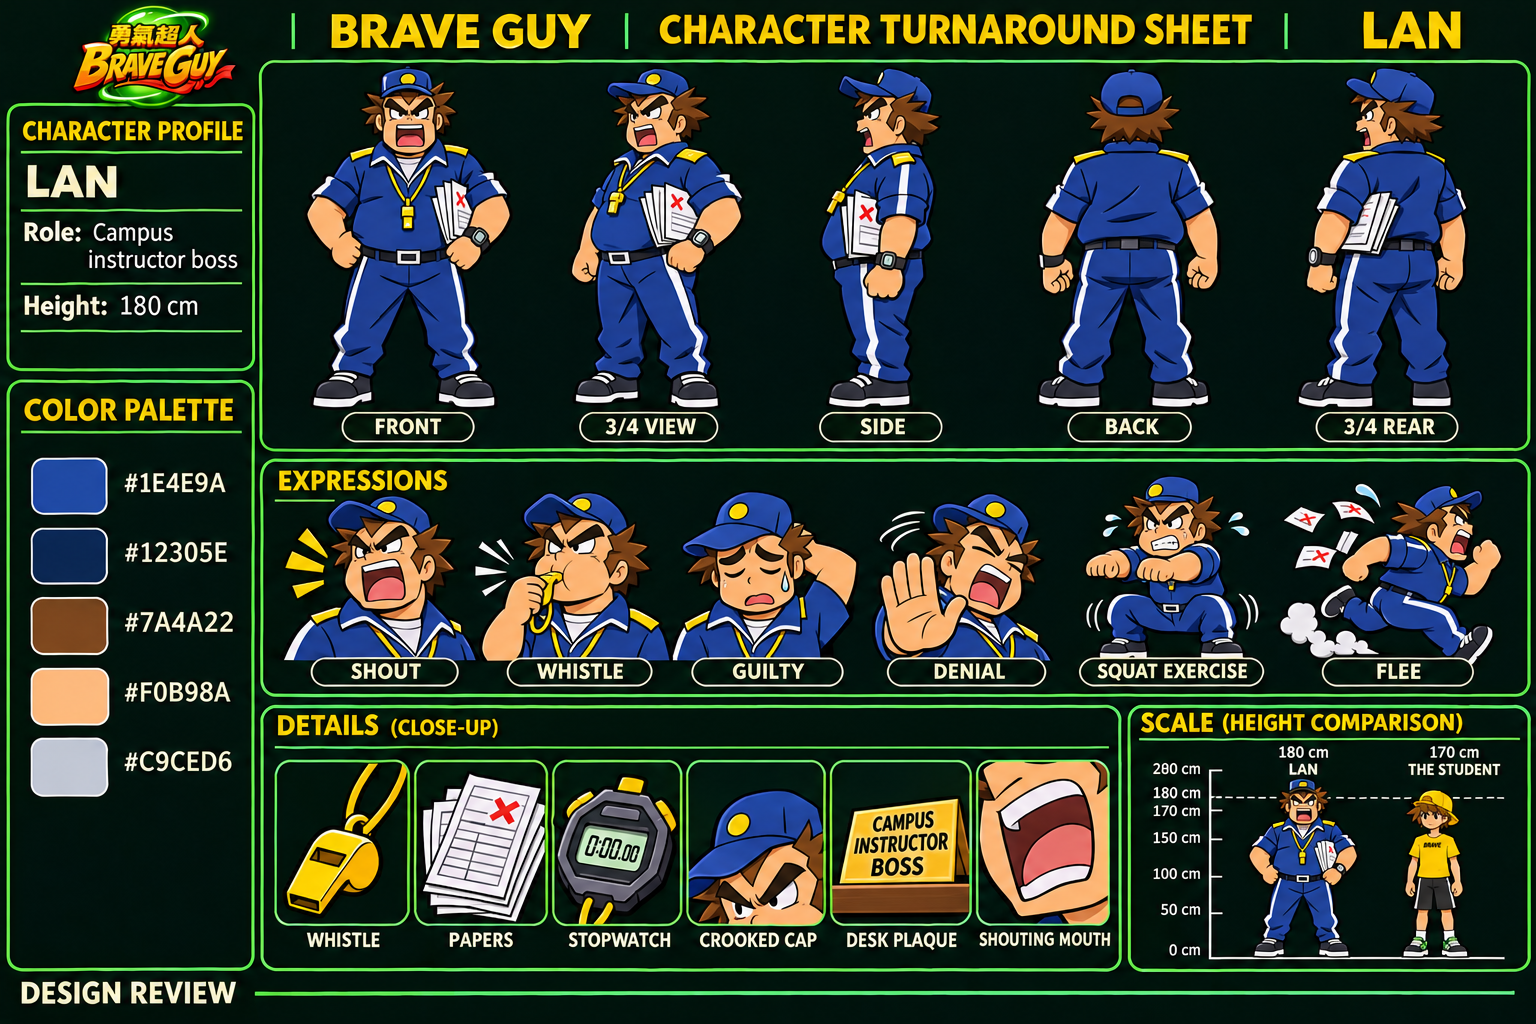 勇氣超人
BRAVE GUY
BRAVE GUY
CHARACTER TURNAROUND SHEET
LAN
CHARACTER PROFILE
LAN
Role: Campus
instructor boss
Height: 180 cm
COLOR PALETTE
#1E4E9A
#12305E
#7A4A22
#F0B98A
#C9CED6
FRONT
3/4 VIEW
SIDE
BACK
3/4 REAR
EXPRESSIONS
SHOUT
WHISTLE
GUILTY
DENIAL
SQUAT EXERCISE
FLEE
DETAILS (CLOSE-UP)
0:00.00
CAMPUS
INSTRUCTOR
BOSS
WHISTLE
PAPERS
STOPWATCH
CROOKED CAP
DESK PLAQUE
SHOUTING MOUTH
SCALE (HEIGHT COMPARISON)
180 cm
LAN
170 cm
THE STUDENT
280 cm
180 cm
170 cm
150 cm
100 cm
50 cm
0 cm
BRAVE
DESIGN REVIEW